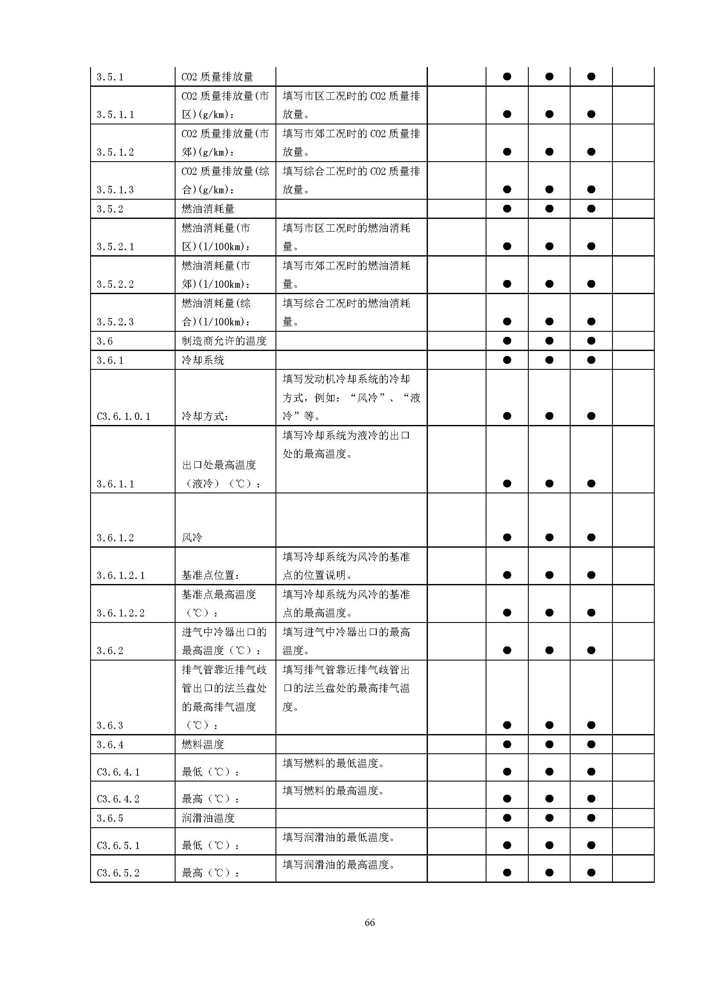 3.5.1 CO2 质量排放量 ● ● ●
CO2 质量排放量(市 填写市区工况时的 CO2 质量排
3.5.1.1 区)(g/km): 放量。 ● ● ●
CO2 质量排放量(市 填写市郊工况时的 CO2 质量排
3.5.1.2 郊)(g/km): 放量。 ● ● ●
CO2 质量排放量(综 填写综合工况时的 CO2 质量排
3.5.1.3 合)(g/km): 放量。 ● ● ●
3.5.2 燃油消耗量 ● ● ●
燃油消耗量(市 填写市区工况时的燃油消耗
3.5.2.1 区)(l/100km): 量。 ● ● ●
燃油消耗量(市 填写市郊工况时的燃油消耗
3.5.2.2 郊)(l/100km): 量。 ● ● ●
燃油消耗量(综 填写综合工况时的燃油消耗
3.5.2.3 合)(l/100km): 量。 ● ● ●
3.6 制造商允许的温度 ● ● ●
3.6.1 冷却系统 ● ● ●
填写发动机冷却系统的冷却
方式，例如：“风冷”、“液
C3.6.1.0.1 冷却方式: 冷”等。 ● ● ●
填写冷却系统为液冷的出口
处的最高温度。
出口处最高温度
3.6.1.1 （液冷）（℃）: ● ● ●
3.6.1.2 风冷 ● ● ●
填写冷却系统为风冷的基准
3.6.1.2.1 基准点位置: 点的位置说明。 ● ● ●
基准点最高温度 填写冷却系统为风冷的基准
3.6.1.2.2 （℃）: 点的最高温度。 ● ● ●
进气中冷器出口的 填写进气中冷器出口的最高
3.6.2 最高温度（℃）: 温度。 ● ● ●
排气管靠近排气歧 填写排气管靠近排气歧管出
管出口的法兰盘处 口的法兰盘处的最高排气温
的最高排气温度 度。
3.6.3 （℃）: ● ● ●
3.6.4 燃料温度 ● ● ●
填写燃料的最低温度。
C3.6.4.1 最低（℃）: ● ● ●
填写燃料的最高温度。
C3.6.4.2 最高（℃）: ● ● ●
3.6.5 润滑油温度 ● ● ●
填写润滑油的最低温度。
C3.6.5.1 最低（℃）: ● ● ●
填写润滑油的最高温度。
C3.6.5.2 最高（℃）: ● ● ●
66